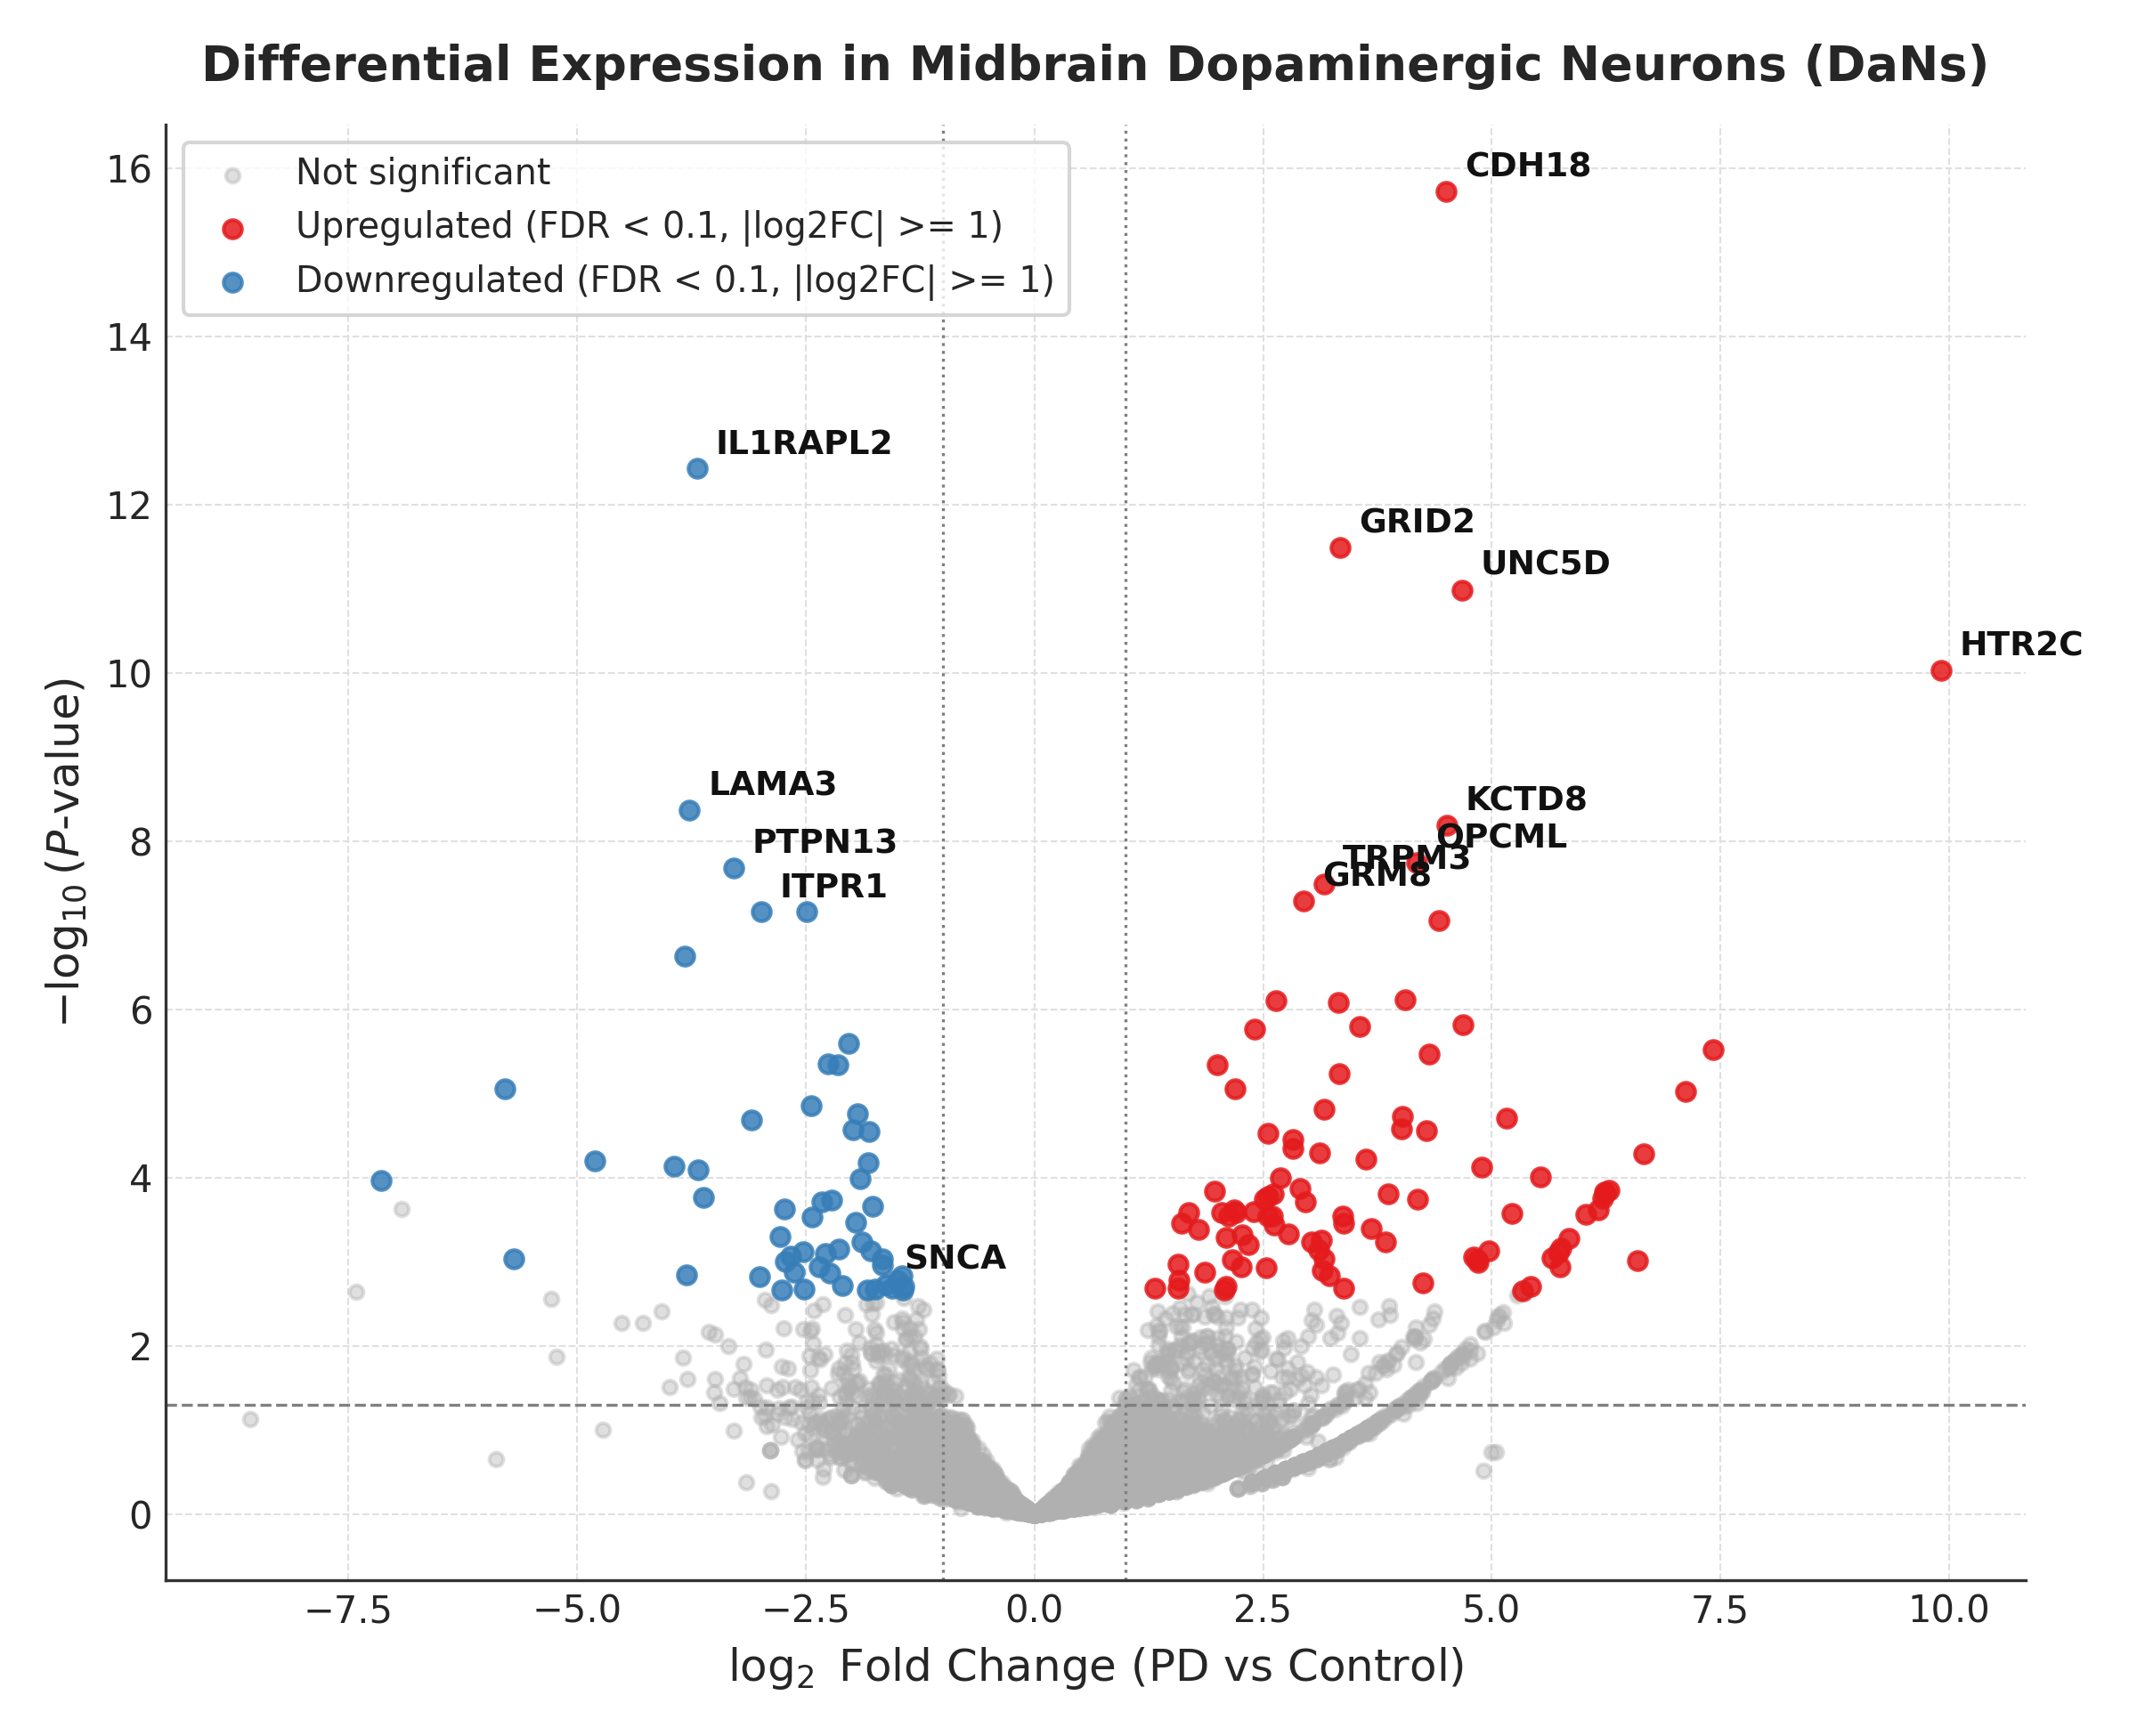 Differential Expression in Midbrain Dopaminergic Neurons (DaNs)
Not significant
Upregulated (FDR < 0.1, |log2FC| >= 1)
Downregulated (FDR < 0.1, |log2FC| >= 1)
CDH18
IL1RAPL2
GRID2
UNC5D
HTR2C
LAMA3
KCTD8
PTPN13
OPCML
TRPM3
ITPR1
GRM8
SNCA
16
14
12
10
8
6
4
2
0
−log10(P-value)
−7.5 −5.0 −2.5 0.0 2.5 5.0 7.5 10.0
log2 Fold Change (PD vs Control)